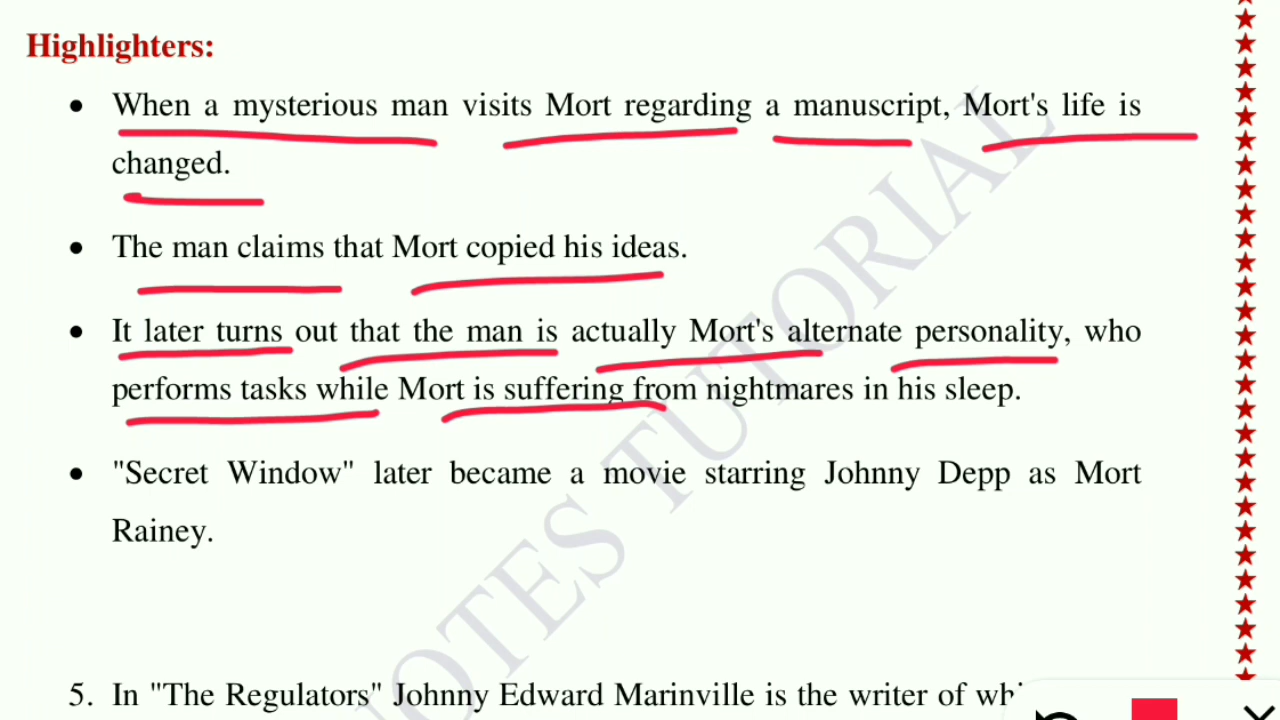 Highlighters:
• When a mysterious man visits Mort regarding a manuscript, Mort's life is
changed.
• The man claims that Mort copied his ideas.
• It later turns out that the man is actually Mort's alternate personality, who
performs tasks while Mort is suffering from nightmares in his sleep.
• "Secret Window" later became a movie starring Johnny Depp as Mort
Rainey.
NOTES TUTORIAL
5. In "The Regulators" Johnny Edward Marinville is the writer of